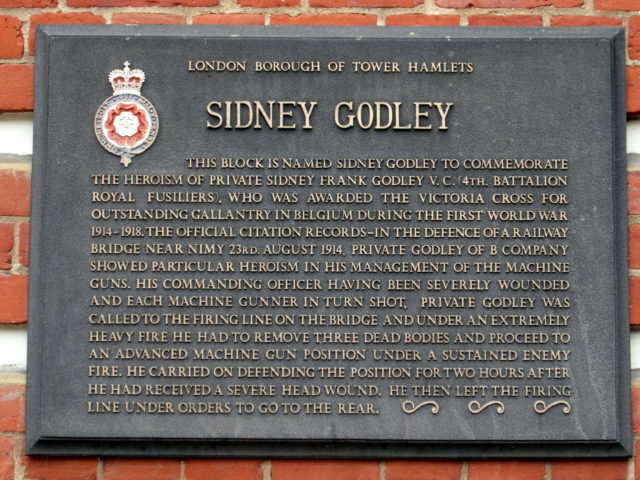 LONDON BOROUGH OF TOWER HAMLETS
SIDNEY GODLEY
THIS BLOCK IS NAMED SIDNEY GODLEY TO COMMEMORATE
THE HEROISM OF PRIVATE SIDNEY FRANK GODLEY V. C. (4TH. BATTALION
ROYAL FUSILIERS), WHO WAS AWARDED THE VICTORIA CROSS FOR
OUTSTANDING GALLANTRY IN BELGIUM DURING THE FIRST WORLD WAR
1914-1918. THE OFFICIAL CITATION RECORDS-IN THE DEFENCE OF A RAILWAY
BRIDGE NEAR NIMY 23RD. AUGUST 1914, PRIVATE GODLEY OF B COMPANY
SHOWED PARTICULAR HEROISM IN HIS MANAGEMENT OF THE MACHINE
GUNS. HIS COMMANDING OFFICER HAVING BEEN SEVERELY WOUNDED
AND EACH MACHINE GUNNER IN TURN SHOT, PRIVATE GODLEY WAS
CALLED TO THE FIRING LINE ON THE BRIDGE AND UNDER AN EXTREMELY
HEAVY FIRE HE HAD TO REMOVE THREE DEAD BODIES AND PROCEED TO
AN ADVANCED MACHINE GUN POSITION UNDER A SUSTAINED ENEMY
FIRE. HE CARRIED ON DEFENDING THE POSITION FOR TWO HOURS AFTER
HE HAD RECEIVED A SEVERE HEAD WOUND. HE THEN LEFT THE FIRING
LINE UNDER ORDERS TO GO TO THE REAR.